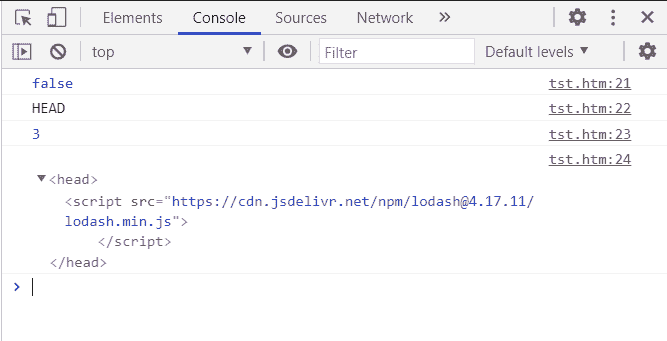 Elements Console Sources Network »
top Filter Default levels
false tst.htm:21
HEAD tst.htm:22
3 tst.htm:23
tst.htm:24
<head>
<script src="https://cdn.jsdelivr.net/npm/lodash@4.17.11/
lodash.min.js">
</script>
</head>
>